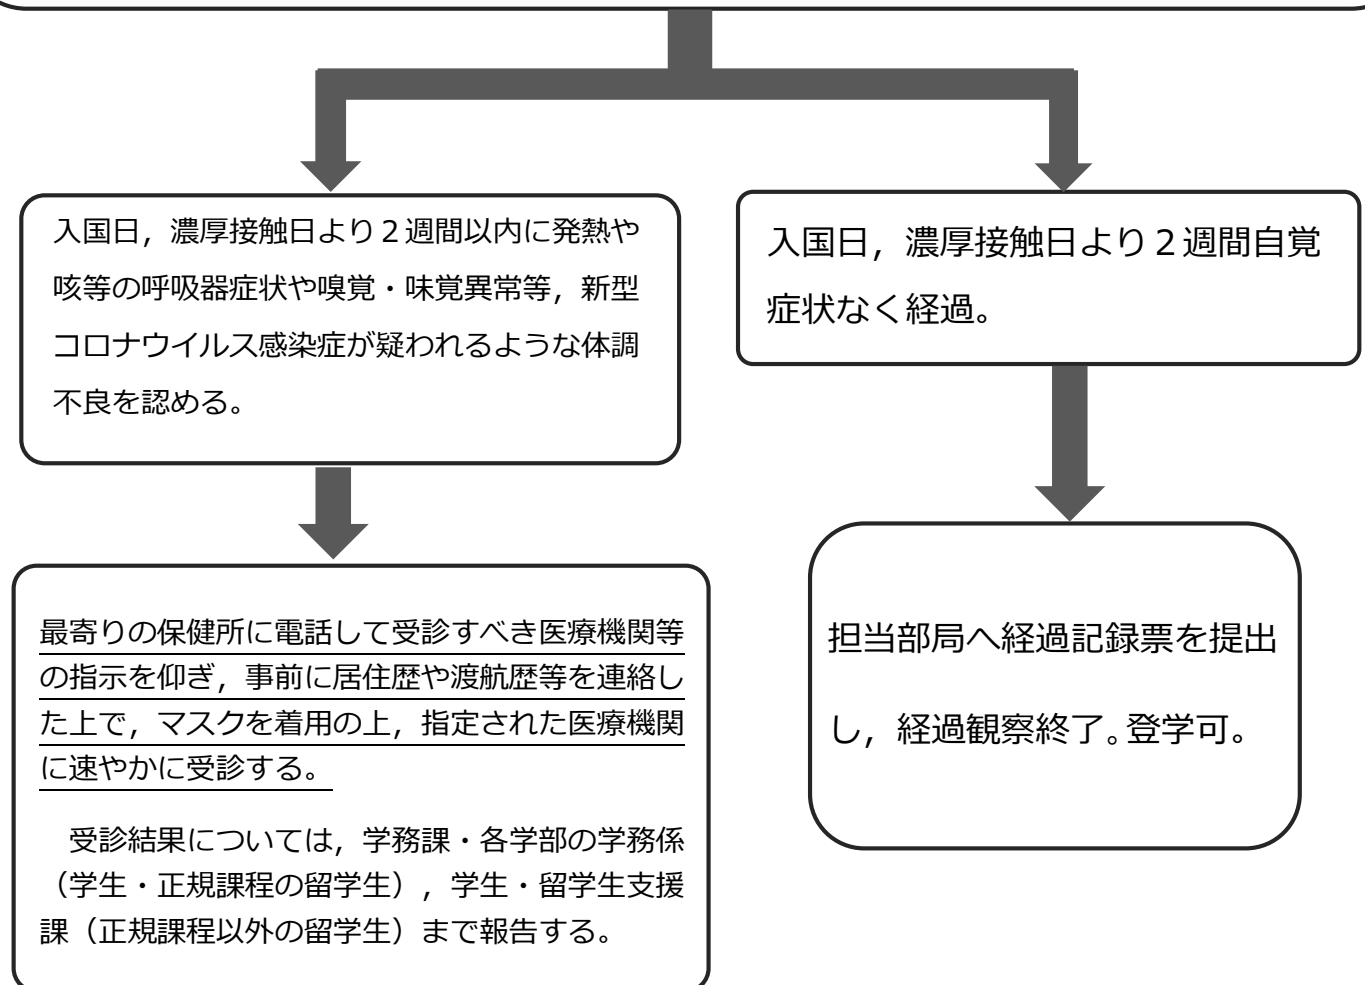 入国日，濃厚接触日より２週間以内に発熱や
咳等の呼吸器症状や嗅覚・味覚異常等，新型
コロナウイルス感染症が疑われるような体調
不良を認める。
入国日，濃厚接触日より２週間自覚
症状なく経過。
最寄りの保健所に電話して受診すべき医療機関等
の指示を仰ぎ，事前に居住歴や渡航歴等を連絡し
た上で，マスクを着用の上，指定された医療機関
に速やかに受診する。
受診結果については，学務課・各学部の学務係
（学生・正規課程の留学生），学生・留学生支援
課（正規課程以外の留学生）まで報告する。
担当部局へ経過記録票を提出
し，経過観察終了。登学可。